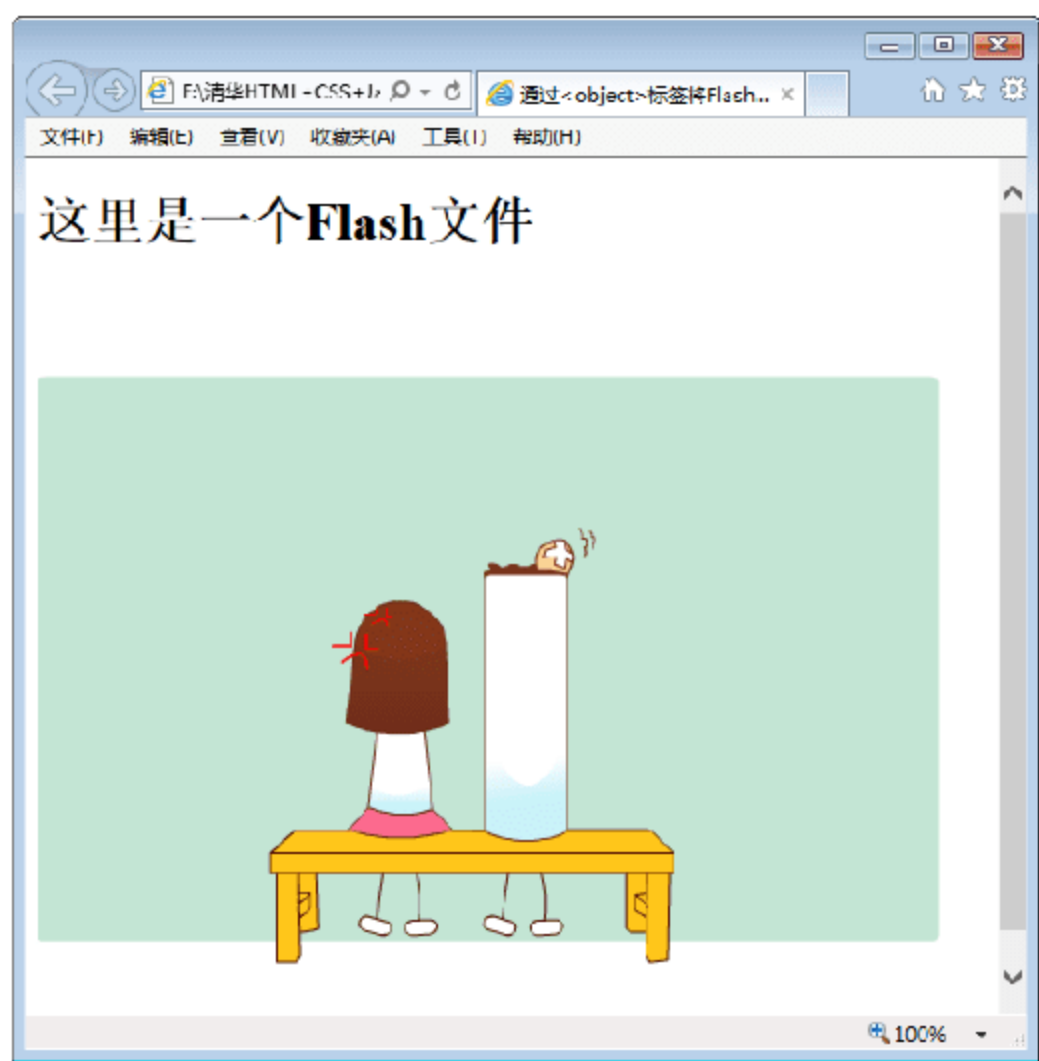 F:\清华HTML+CSS+Ja
通过<object>标签将Flash...
文件(F) 编辑(E) 查看(V) 收藏夹(A) 工具(T) 帮助(H)
这里是一个Flash文件
100%